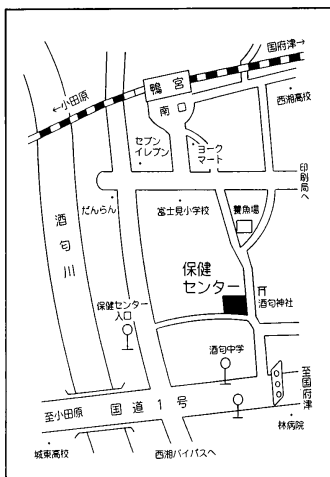 国府津→
←小田原
鴨宮
南口
西湘高校
セブン
イレブン
ヨーク
マート
印刷局へ
だんらん
富士見小学校
養魚場
酒匂川
保健
センター
酒匂神社
保健センター
入口
酒匂中学
至国府津
至小田原
国道1号
林病院
城東高校
西湘バイパスへ